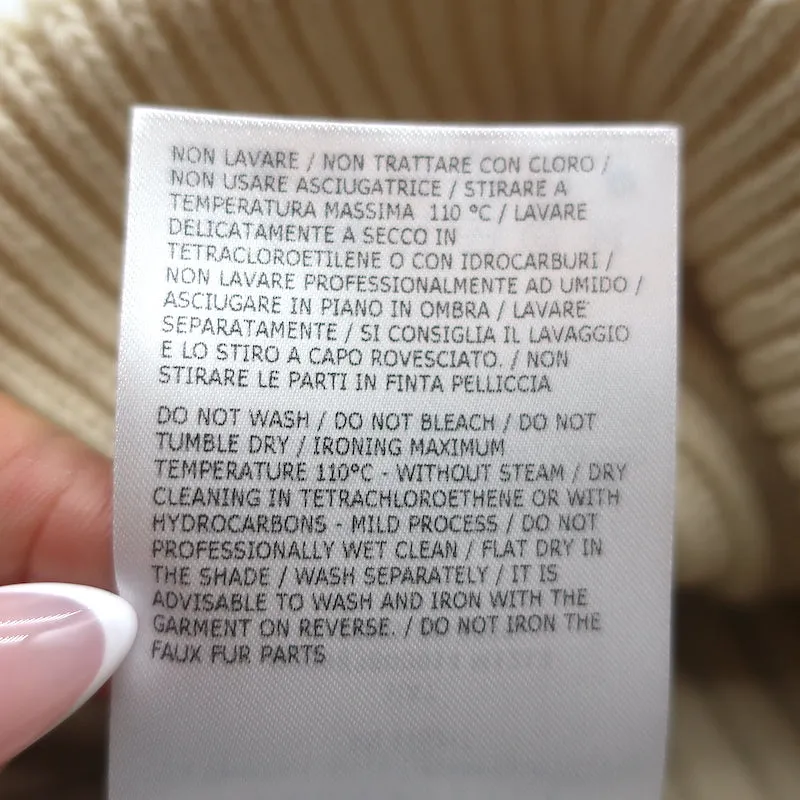 NON LAVARE / NON TRATTARE CON CLORO /
NON USARE ASCIUGATRICE / STIRARE A
TEMPERATURA MASSIMA 110 °C / LAVARE
DELICATAMENTE A SECCO IN
TETRACLOROETILENE O CON IDROCARBURI /
NON LAVARE PROFESSIONALMENTE AD UMIDO /
ASCIUGARE IN PIANO IN OMBRA / LAVARE
SEPARATAMENTE / SI CONSIGLIA IL LAVAGGIO
E LO STIRO A CAPO ROVESCIATO. / NON
STIRARE LE PARTI IN FINTA PELLICCIA
DO NOT WASH / DO NOT BLEACH / DO NOT
TUMBLE DRY / IRONING MAXIMUM
TEMPERATURE 110°C - WITHOUT STEAM / DRY
CLEANING IN TETRACHLOROETHENE OR WITH
HYDROCARBONS - MILD PROCESS / DO NOT
PROFESSIONALLY WET CLEAN / FLAT DRY IN
THE SHADE / WASH SEPARATELY / IT IS
ADVISABLE TO WASH AND IRON WITH THE
GARMENT ON REVERSE. / DO NOT IRON THE
FAUX FUR PARTS